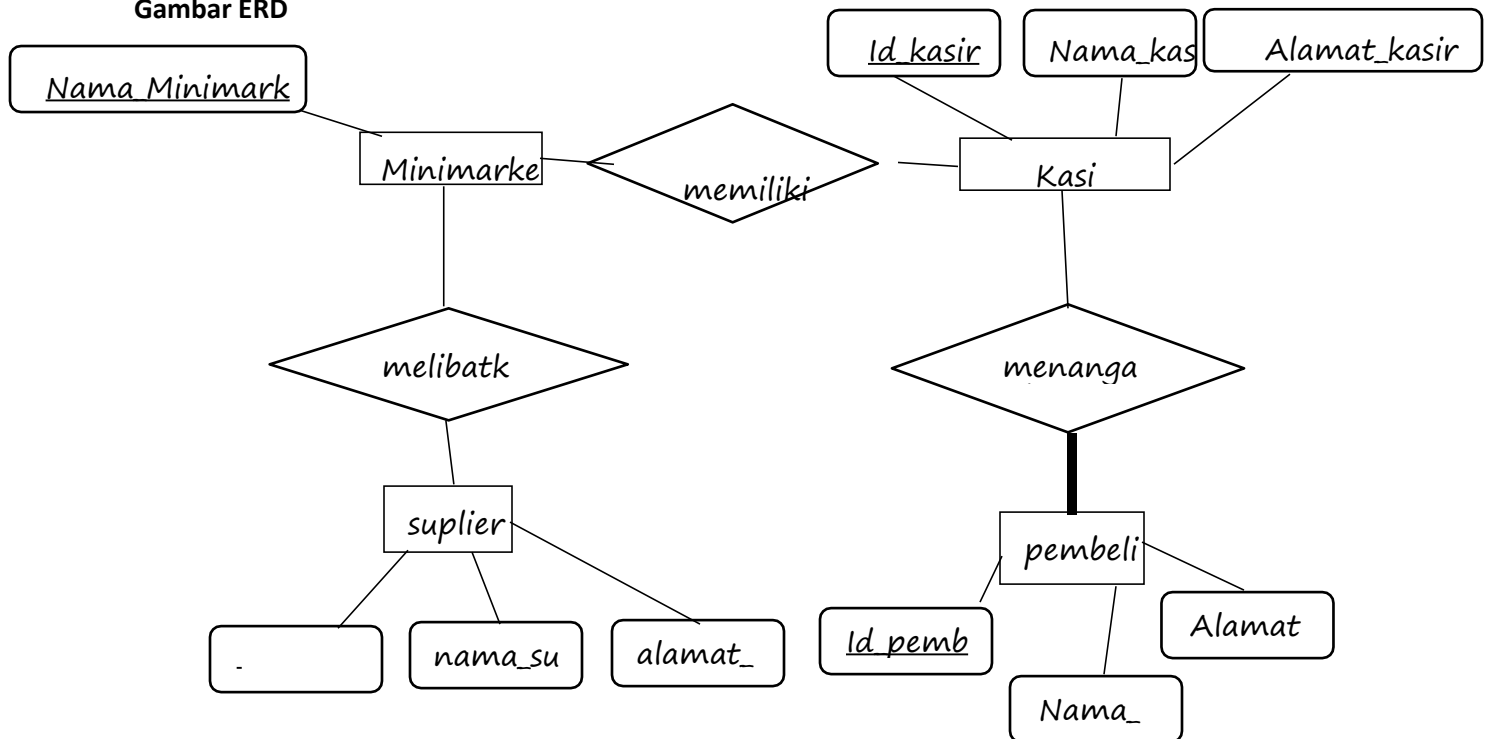 Gambar ERD
Id_kasir
Nama_kas
Alamat_kasir
Nama_Minimark
Minimarke
memiliki
Kasi
melibatk
menanga
suplier
pembeli
-
nama_su
alamat_
Id_pemb
Alamat
Nama_